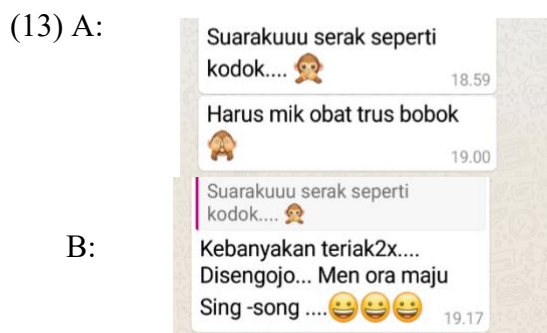 (13) A:
Suarakuuu serak seperti
kodok.... 🙊
18.59
Harus mik obat trus bobok
🙈
19.00
Suarakuuu serak seperti
kodok.... 🙊
B:
Kebanyakan teriak2x....
Disengojo... Men ora maju
Sing -song ....😀😀😀
19.17